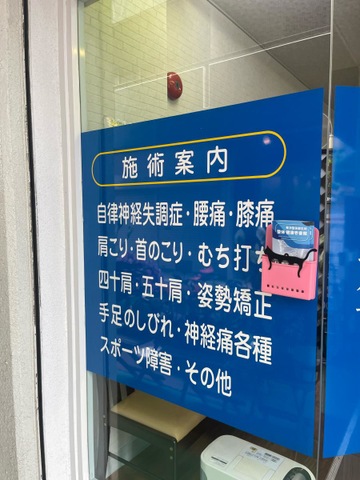 施術案内
自律神経失調症・腰痛・膝痛
肩こり・首のこり・むち打ち
四十肩・五十肩・姿勢矯正
手足のしびれ・神経痛各種
スポーツ障害・その他